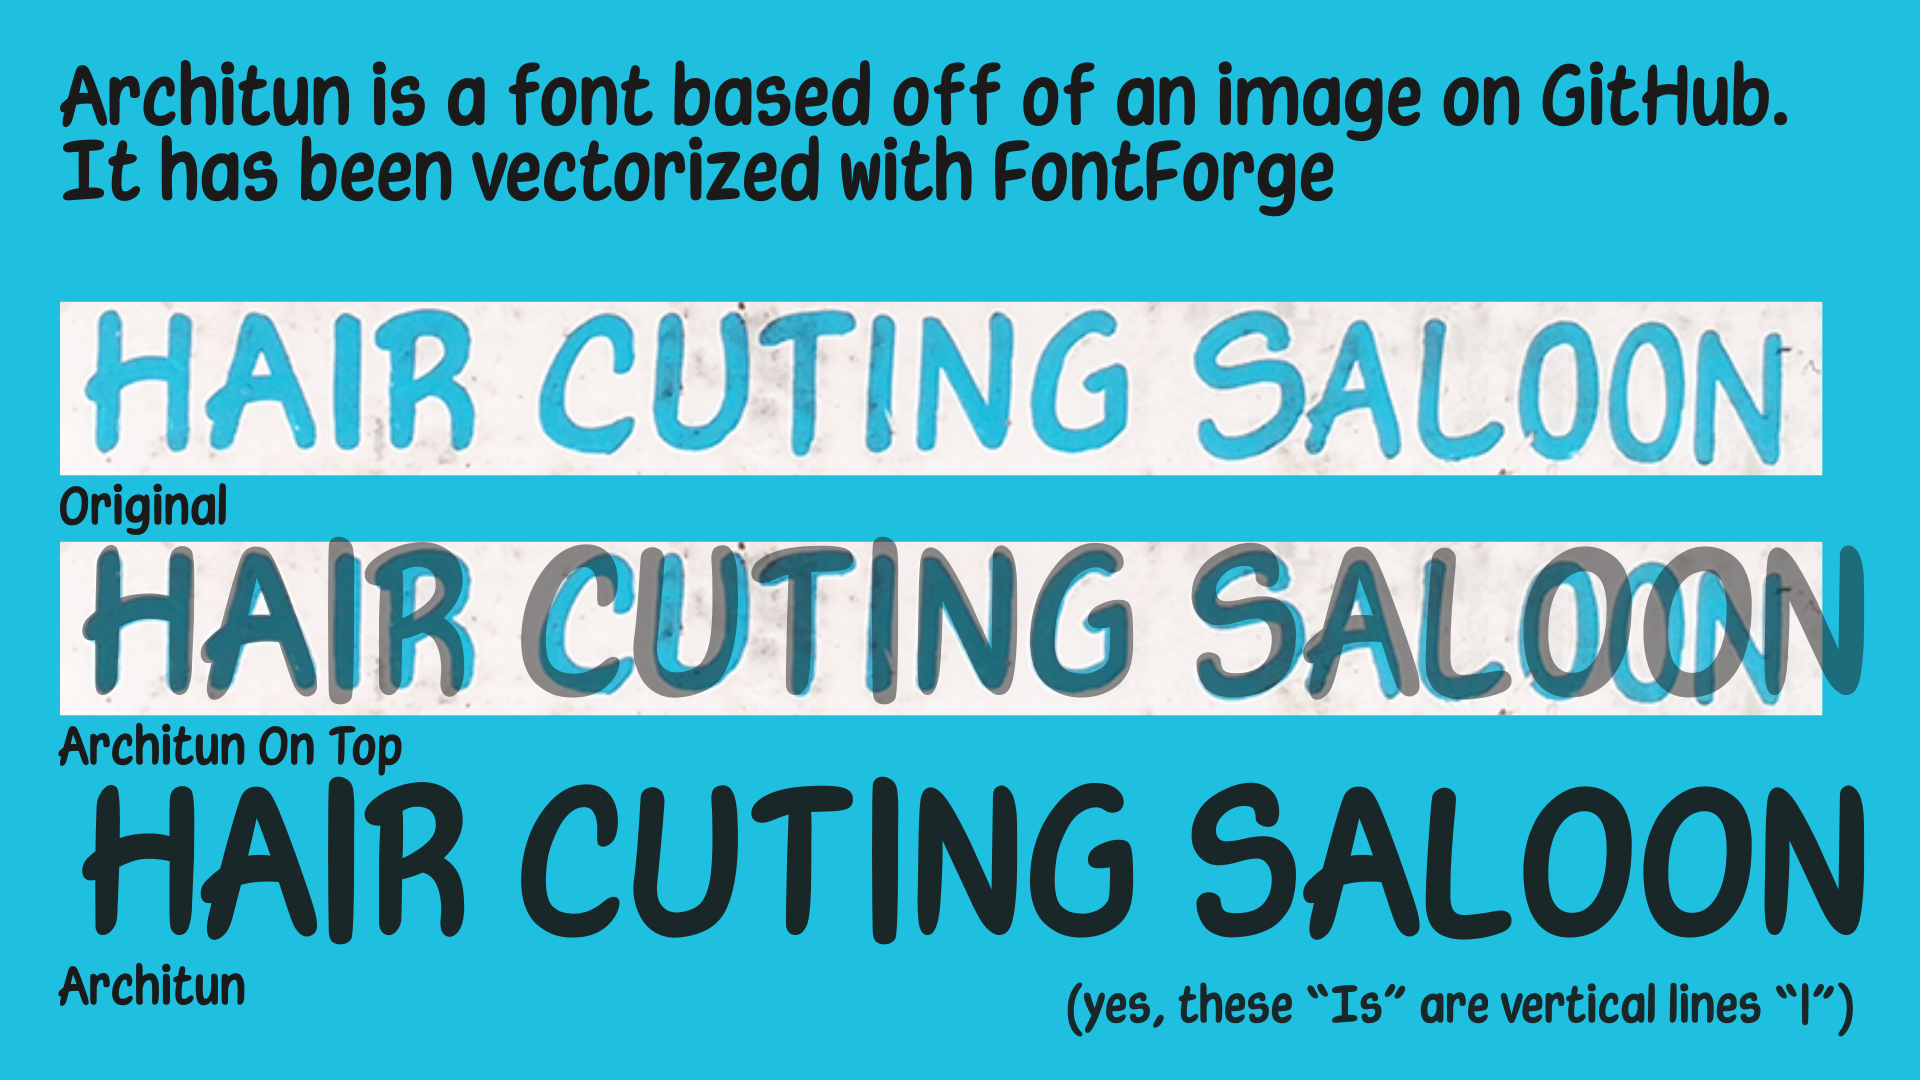 Architun is a font based off of an image on GitHub.
It has been vectorized with FontForge
HAIR CUTING SALOON
Original
HAIR CUTING SALOON
Architun On Top
HAIR CUTING SALOON
Architun
(yes, these “Is” are vertical lines “|”)